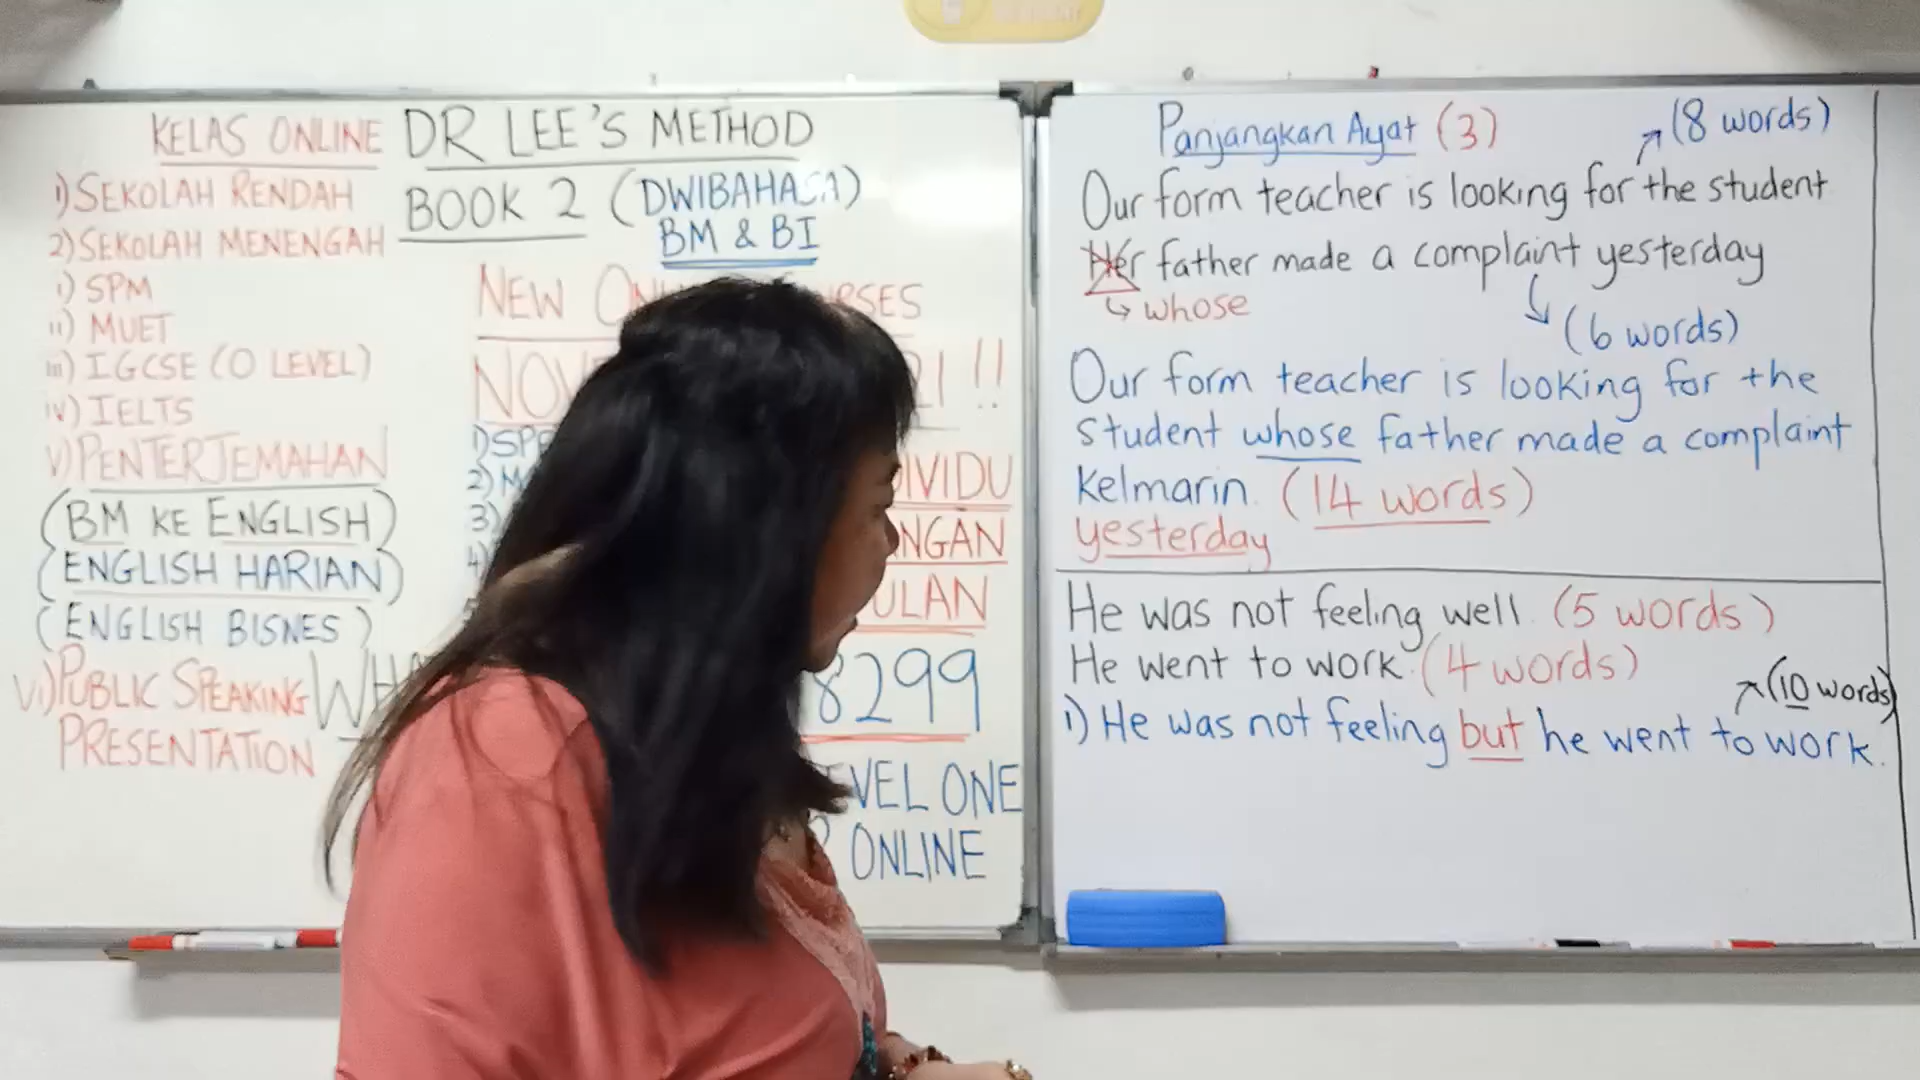 KELAS ONLINE
1) SEKOLAH RENDAH
2) SEKOLAH MENENGAH
i) SPM
ii) MUET
iii) IGCSE (O LEVEL)
iv) IELTS
v) PENTERJEMAHAN
(BM KE ENGLISH)
(ENGLISH HARIAN)
(ENGLISH BISNES)
vi) PUBLIC SPEAKING
PRESENTATION
DR LEE'S METHOD
BOOK 2 (DWIBAHASA)
BM & BI
NEW
!!
1)
2)
3)
4)
8299
ONE
ONLINE
Panjangkan Ayat (3)
(8 words)
Our form teacher is looking for the student
Her father made a complaint yesterday
whose
(6 words)
Our form teacher is looking for the
student whose father made a complaint
Kelmarin. (14 words)
yesterday
He was not feeling well. (5 words)
He went to work. (4 words)
(10 words)
1) He was not feeling but he went to work.